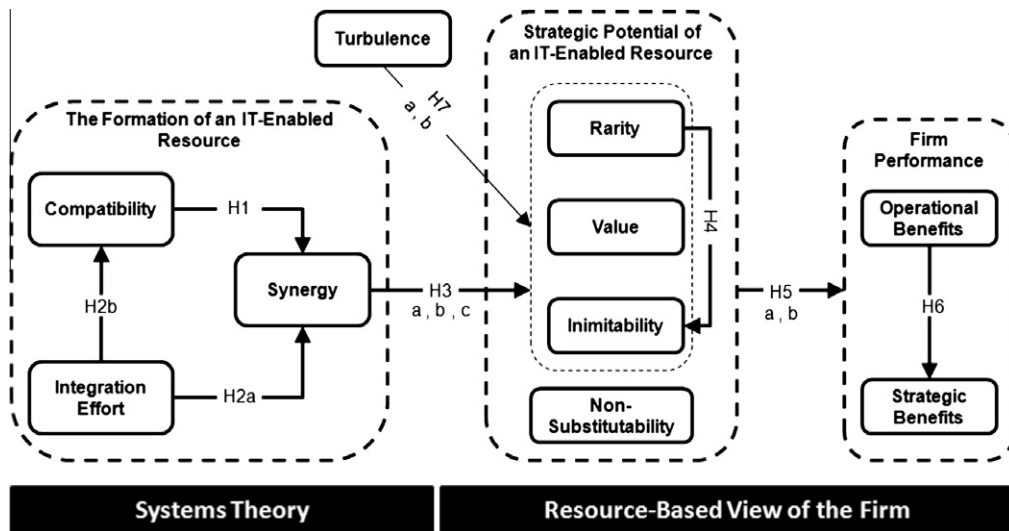 Turbulence
H7
a, b
Strategic Potential of
an IT-Enabled Resource
The Formation of an IT-Enabled
Resource
Compatibility
H1
H2b
Synergy
Integration
Effort
H2a
H3
a , b , c
Rarity
Value
Inimitability
H4
Non-
Substitutability
H5
a , b
Firm
Performance
Operational
Benefits
H6
Strategic
Benefits
Systems Theory
Resource-Based View of the Firm